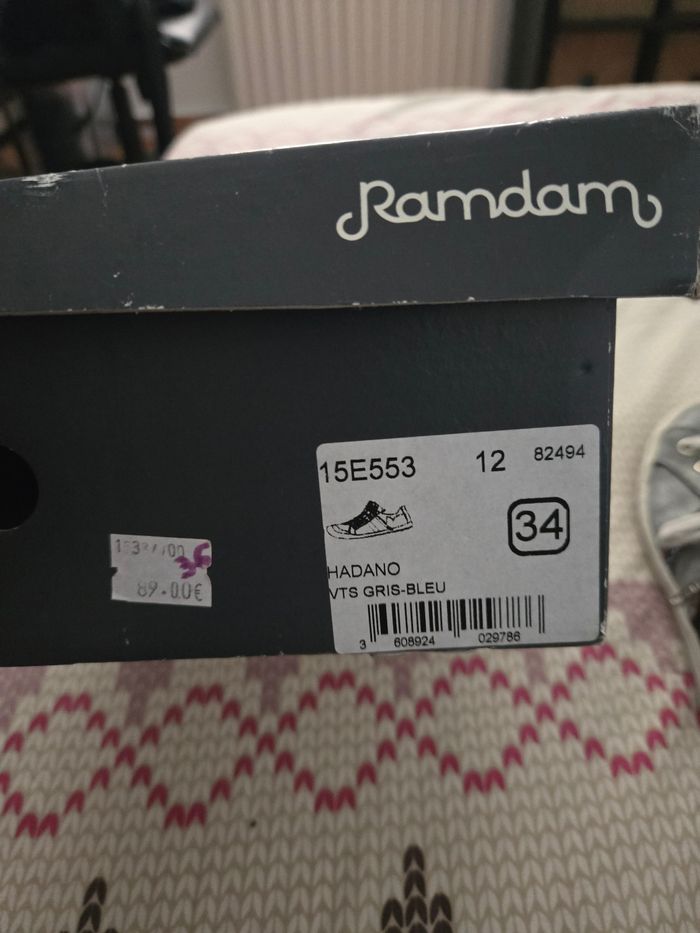 Ramdam
15E553 12 82494
34
HADANO
VTS GRIS-BLEU
3 608924 029786
89.00€